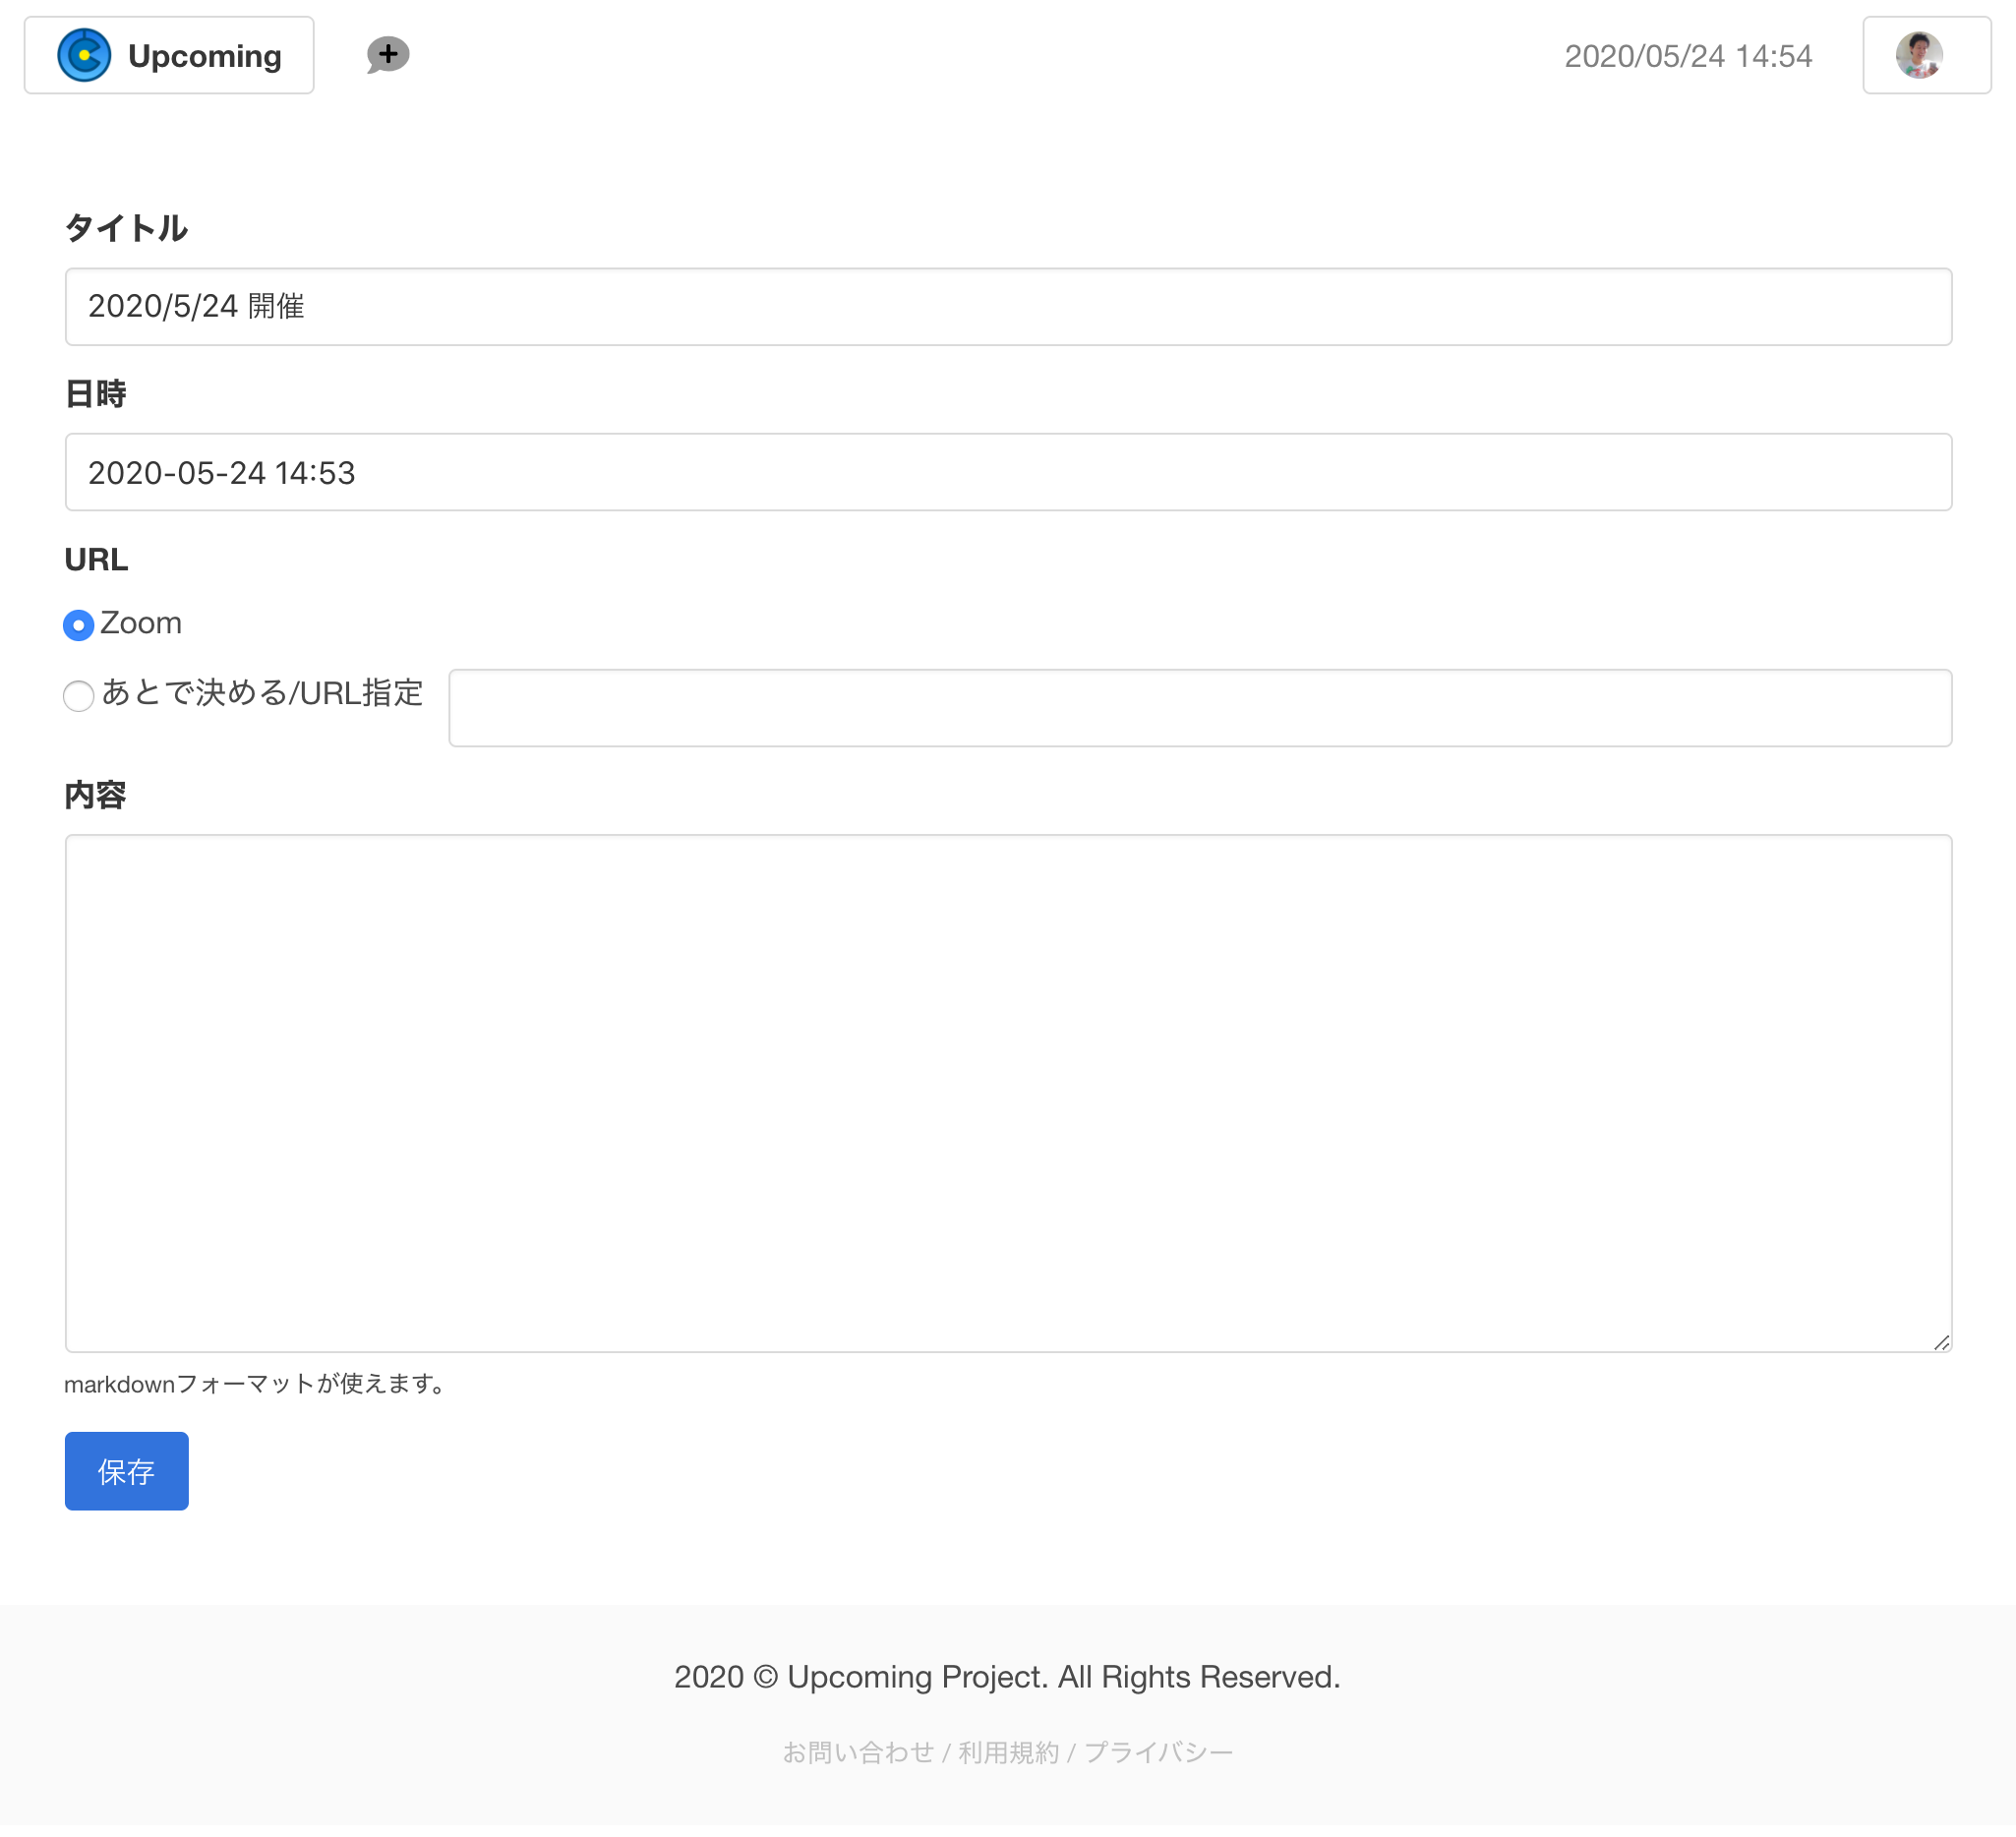 Upcoming
2020/05/24 14:54
タイトル
2020/5/24 開催
日時
2020-05-24 14:53
URL
Zoom
あとで決める/URL指定
内容
markdownフォーマットが使えます。
保存
2020 © Upcoming Project. All Rights Reserved.
お問い合わせ / 利用規約 / プライバシー